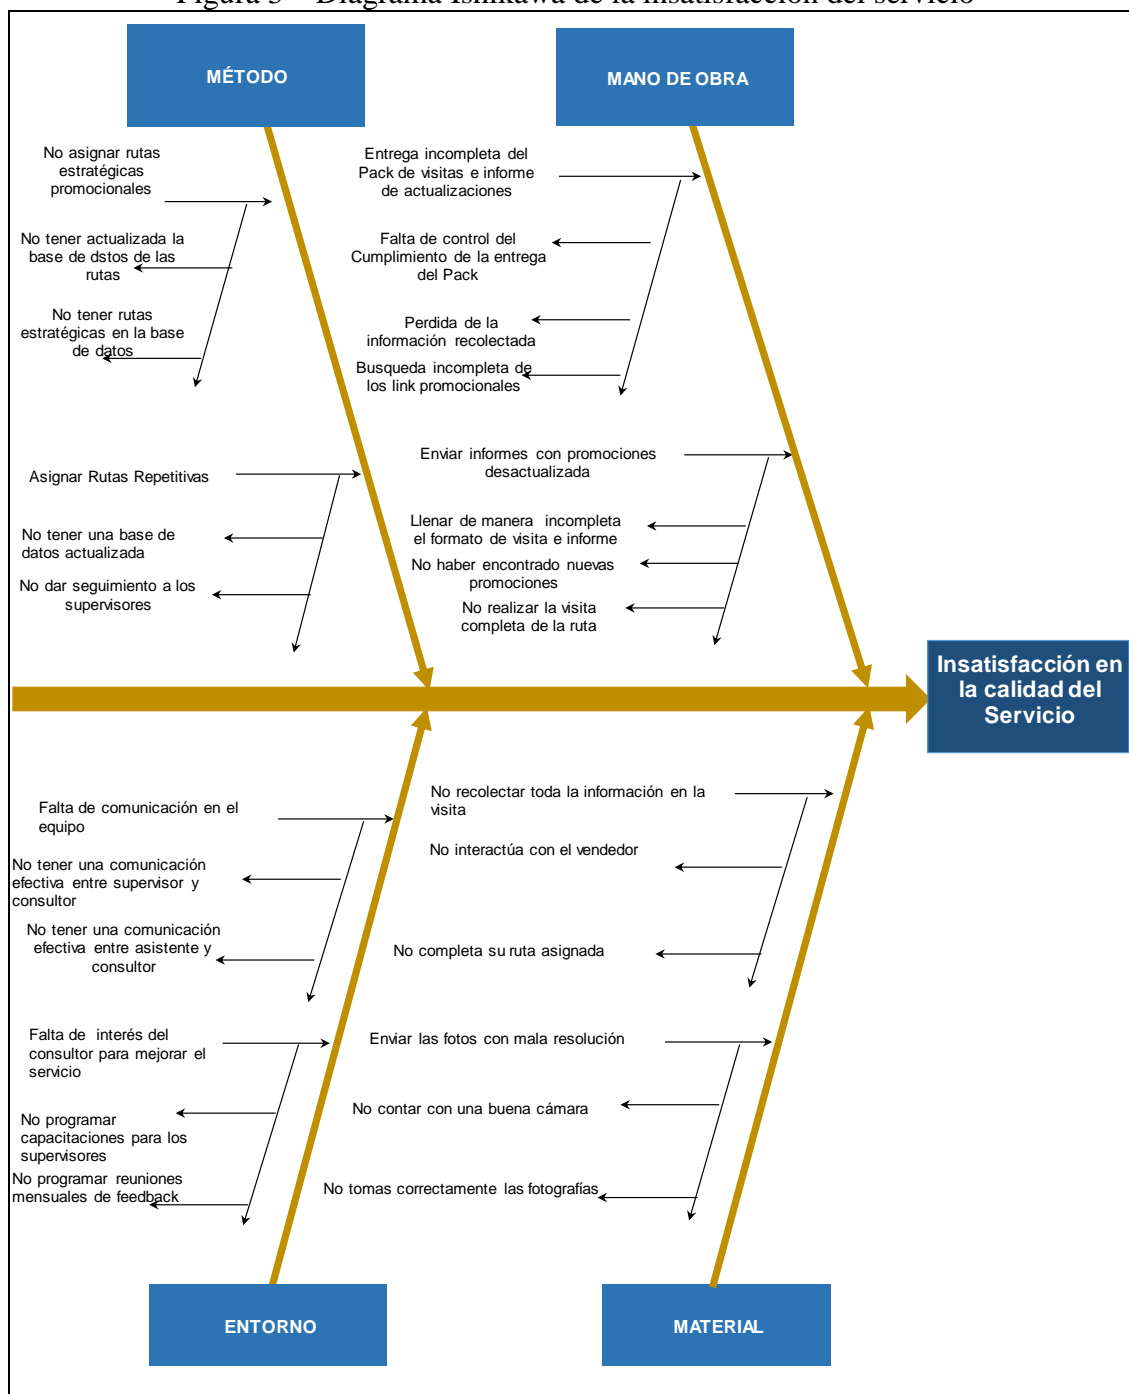 Figura 3 – Diagrama Ishikawa de la insatisfacción del servicio
MÉTODO
MANO DE OBRA
No asignar rutas
estratégicas
promocionales
No tener actualizada la
base de dstos de las
rutas
No tener rutas
estratégicas en la base
de datos
Entrega incompleta del
Pack de visitas e informe
de actualizaciones
Falta de control del
Cumplimiento de la entrega
del Pack
Perdida de la
información recolectada
Busqueda incompleta de
los link promocionales
Asignar Rutas Repetitivas
No tener una base de
datos actualizada
No dar seguimiento a los
supervisores
Enviar informes con promociones
desactualizada
Llenar de manera incompleta
el formato de visita e informe
No haber encontrado nuevas
promociones
No realizar la visita
completa de la ruta
Insatisfacción en
la calidad del
Servicio
Falta de comunicación en el
equipo
No tener una comunicación
efectiva entre supervisor y
consultor
No tener una comunicación
efectiva entre asistente y
consultor
No recolectar toda la información en la
visita
No interactúa con el vendedor
No completa su ruta asignada
Falta de interés del
consultor para mejorar el
servicio
No programar
capacitaciones para los
supervisores
No programar reuniones
mensuales de feedback
Enviar las fotos con mala resolución
No contar con una buena cámara
No tomas correctamente las fotografías
ENTORNO
MATERIAL